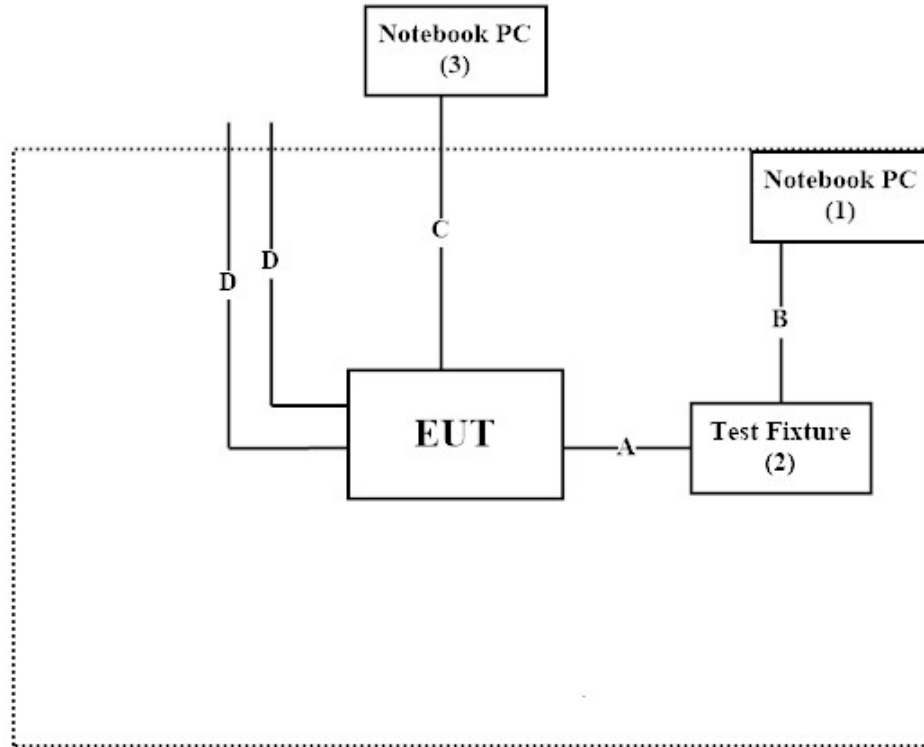 Notebook PC
(3)
Notebook PC
(1)
C
D
D
B
EUT
A
Test Fixture
(2)